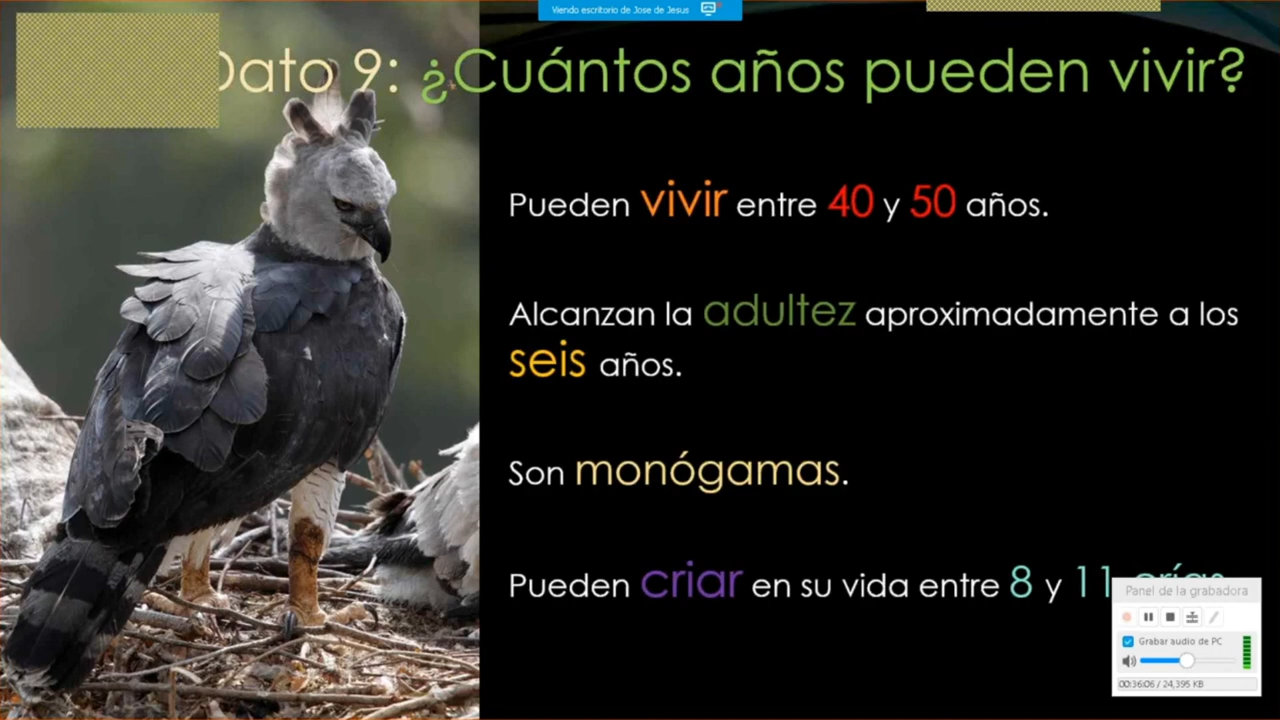 Viendo escritorio de Jose de Jesus
Dato 9: ¿Cuántos años pueden vivir?
Pueden vivir entre 40 y 50 años.
Alcanzan la adultez aproximadamente a los
seis años.
Son monógamas.
Pueden criar en su vida entre 8 y 11 crías
Panel de la grabadora
Grabar audio de PC
00:36:06 / 24,395 KB